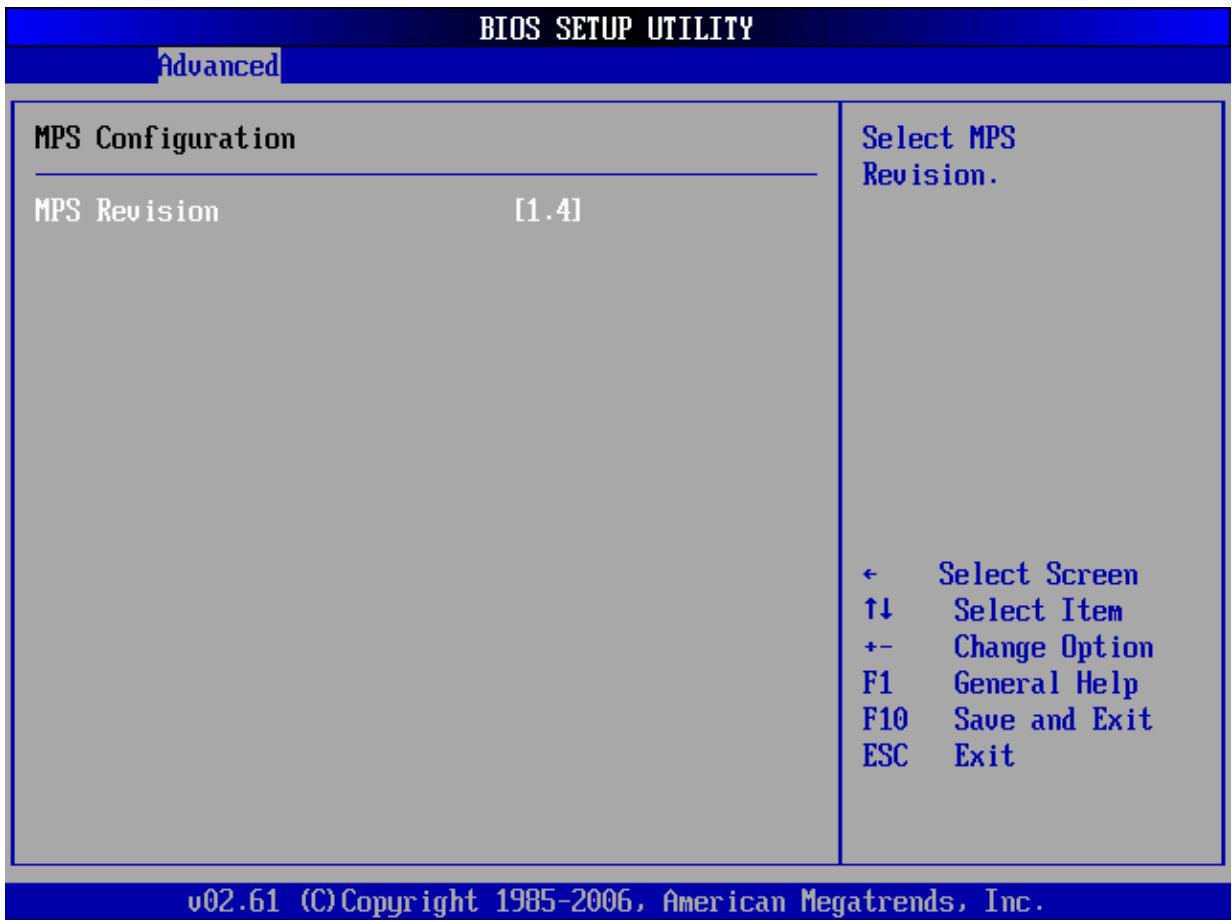 BIOS SETUP UTILITY
Advanced
MPS Configuration
MPS Revision [1.4]
Select MPS
Revision.
← Select Screen
↑↓ Select Item
+- Change Option
F1 General Help
F10 Save and Exit
ESC Exit
v02.61 (C)Copyright 1985-2006, American Megatrends, Inc.